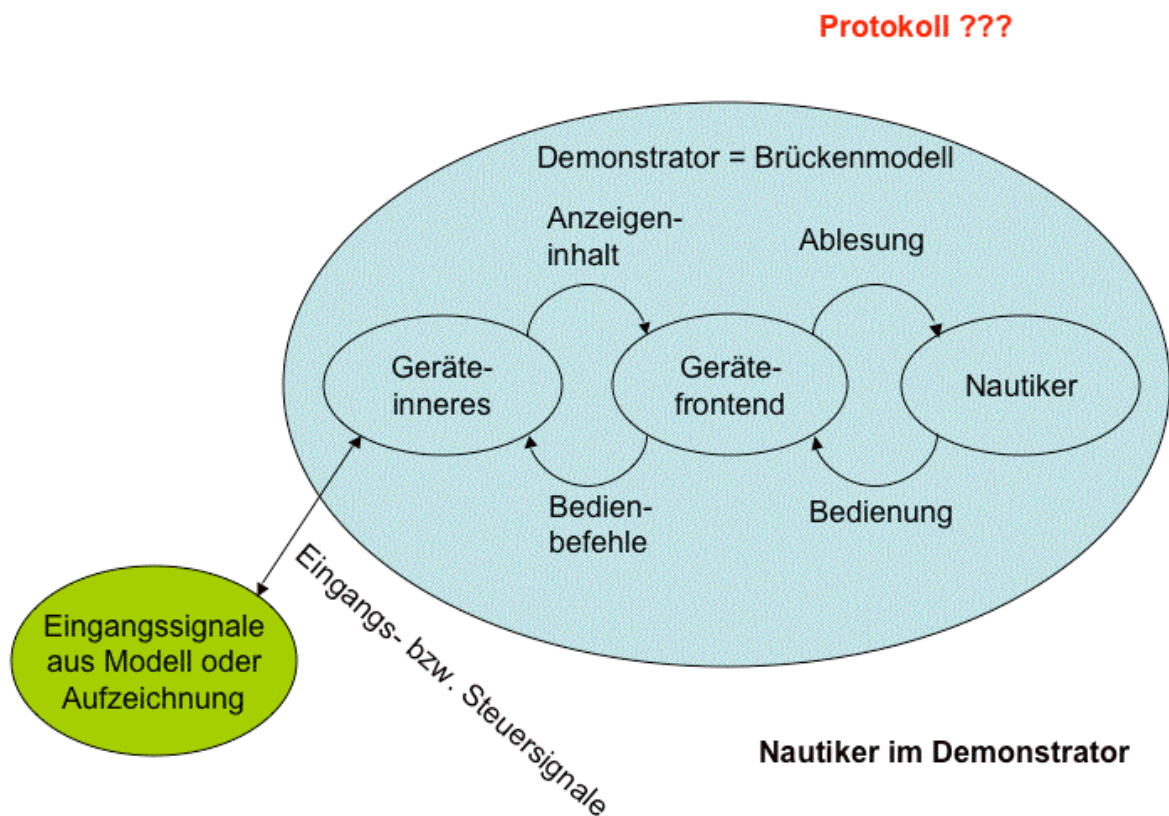 Protokoll ???
Demonstrator = Brückenmodell
Anzeigen-
inhalt
Ablesung
Geräte-
inneres
Geräte-
frontend
Nautiker
Bedien-
befehle
Bedienung
Eingangs- bzw. Steuersignale
Eingangssignale
aus Modell oder
Aufzeichnung
Nautiker im Demonstrator